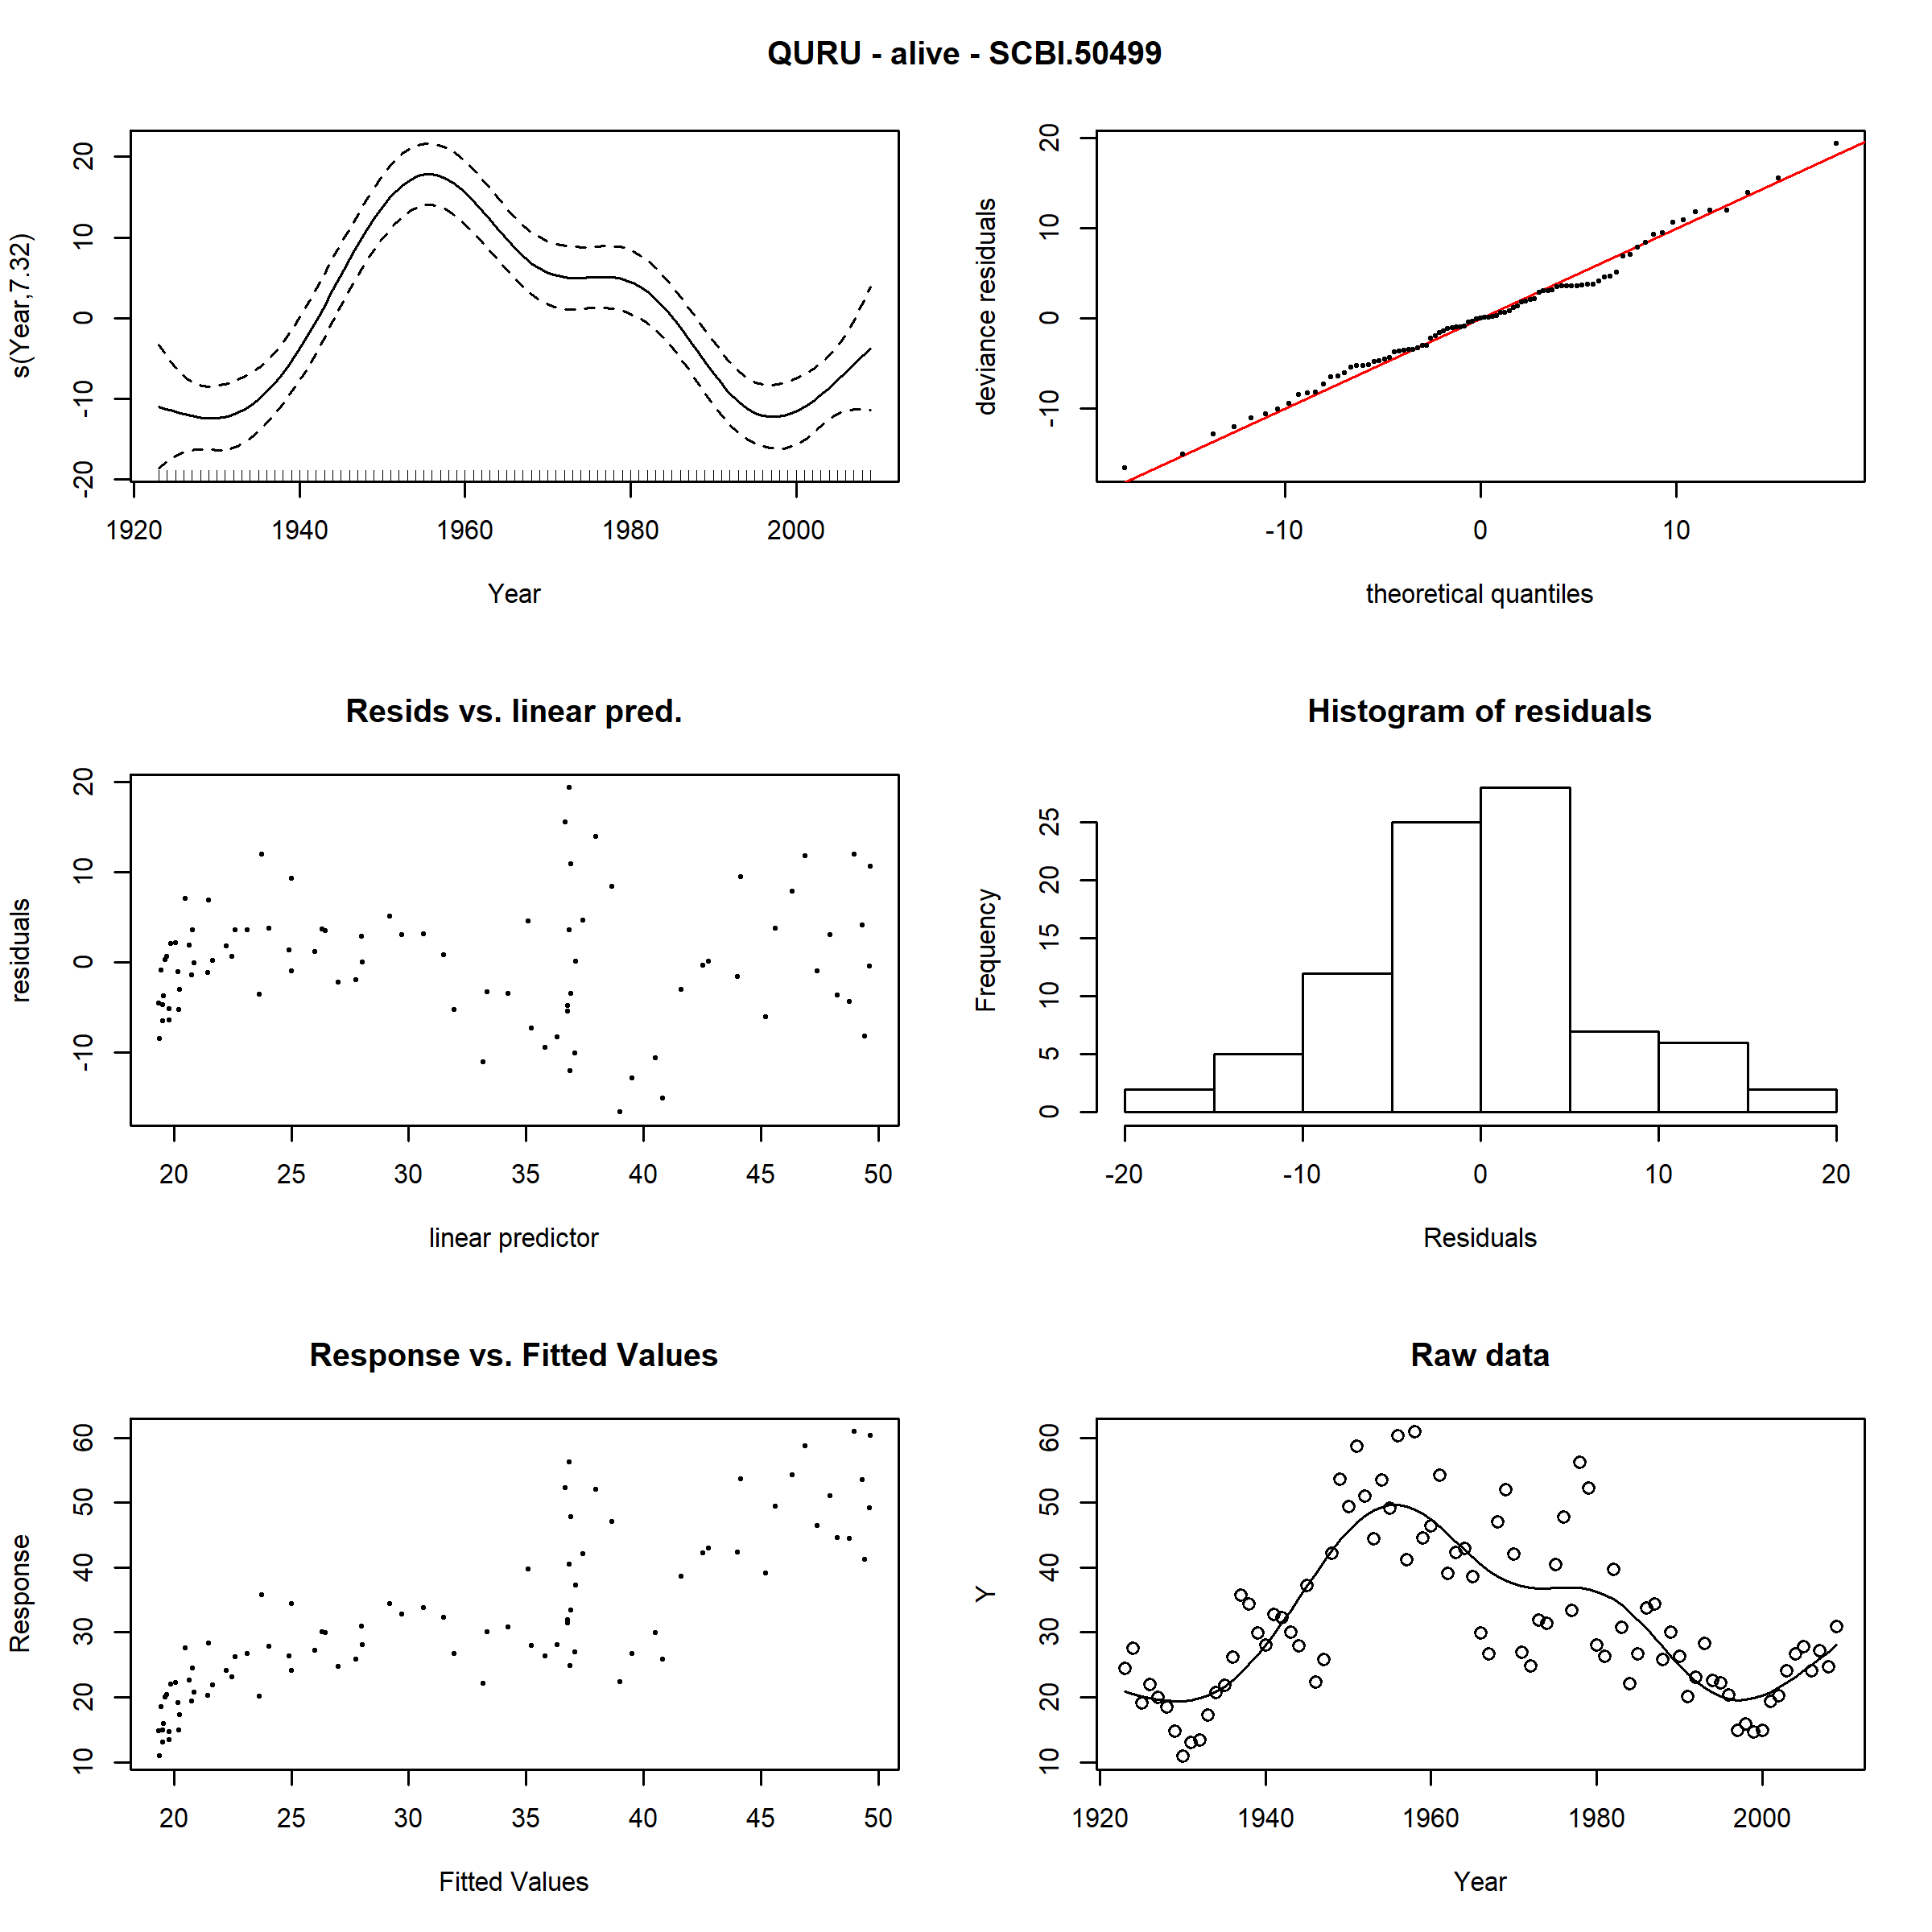 QURU - alive - SCBI.50499
s(Year,7.32)
20
10
0
-10
-20
1920 1940 1960 1980 2000
Year
deviance residuals
20
10
0
-10
-10 0 10
theoretical quantiles
Resids vs. linear pred.
residuals
20
10
0
-10
20 25 30 35 40 45 50
linear predictor
Histogram of residuals
Frequency
25
20
15
10
5
0
-20 -10 0 10 20
Residuals
Response vs. Fitted Values
Response
60
50
40
30
20
10
20 25 30 35 40 45 50
Fitted Values
Raw data
Y
60
50
40
30
20
10
1920 1940 1960 1980 2000
Year